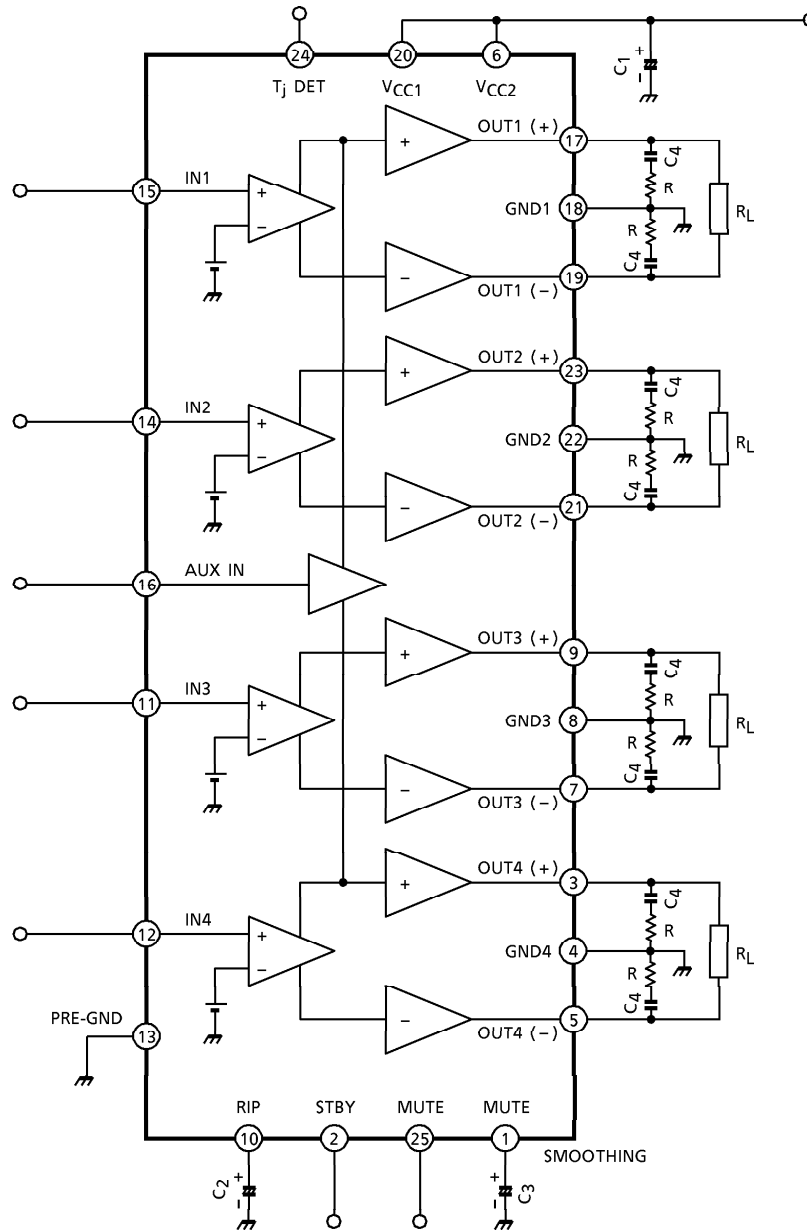 24 20 6
Tj DET VCC1 VCC2
C1 + −
OUT1 (+) 17
C4
R
15 IN1 + −
+
GND1 18
RL
R
C4
−
OUT1 (−) 19
OUT2 (+) 23
C4
R
14 IN2 + −
+
GND2 22
RL
R
C4
−
OUT2 (−) 21
16 AUX IN
OUT3 (+) 9
C4
R
11 IN3 + −
+
GND3 8
RL
R
C4
−
OUT3 (−) 7
OUT4 (+) 3
C4
R
12 IN4 + −
+
GND4 4
RL
R
C4
−
OUT4 (−) 5
PRE-GND
13
RIP STBY MUTE MUTE
10 2 25 1
SMOOTHING
C2 + −
C3 + −